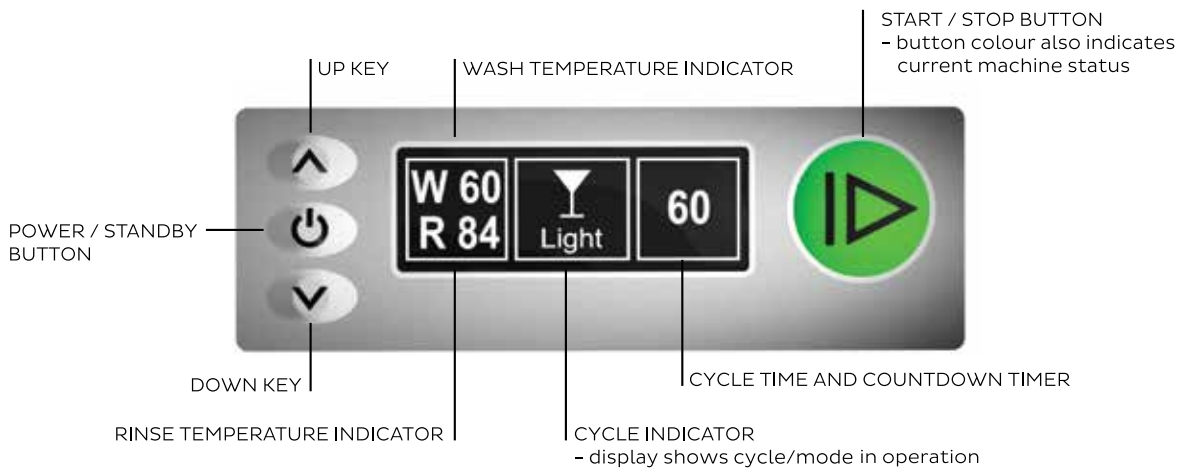 START / STOP BUTTON
– button colour also indicates
current machine status
UP KEY
WASH TEMPERATURE INDICATOR
W 60
R 84
Light
60
POWER / STANDBY
BUTTON
DOWN KEY
CYCLE TIME AND COUNTDOWN TIMER
RINSE TEMPERATURE INDICATOR
CYCLE INDICATOR
– display shows cycle/mode in operation